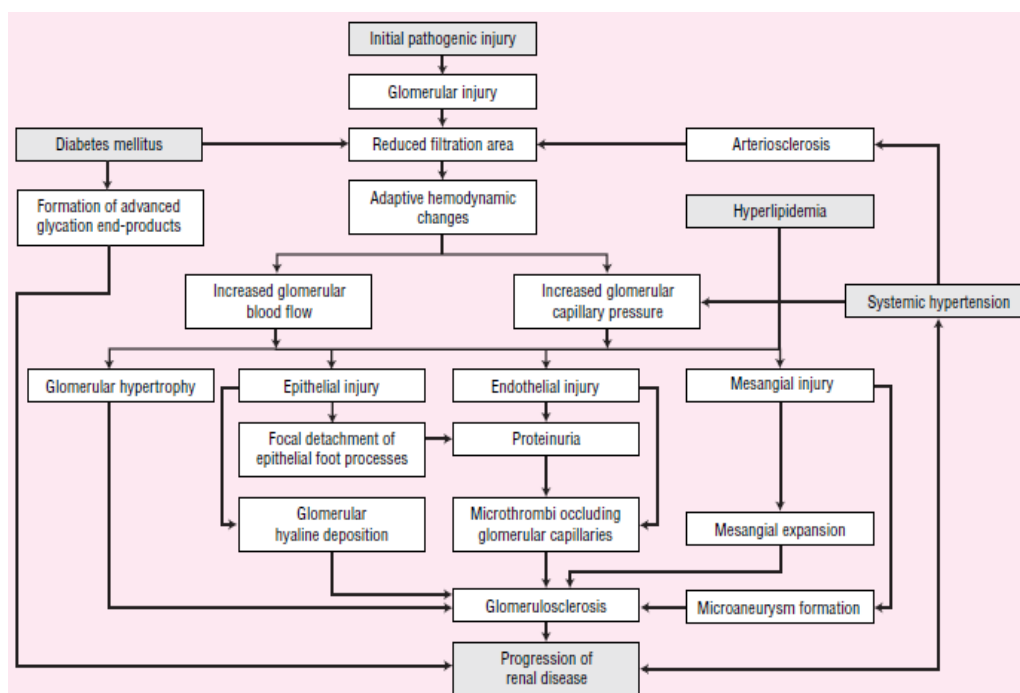 Initial pathogenic injury
Glomerular injury
Diabetes mellitus
Reduced filtration area
Arteriosclerosis
Formation of advanced
glycation end-products
Adaptive hemodynamic
changes
Hyperlipidemia
Increased glomerular
blood flow
Increased glomerular
capillary pressure
Systemic hypertension
Glomerular hypertrophy
Epithelial injury
Endothelial injury
Mesangial injury
Focal detachment of
epithelial foot processes
Proteinuria
Glomerular
hyaline deposition
Microthrombi occluding
glomerular capillaries
Mesangial expansion
Glomerulosclerosis
Microaneurysm formation
Progression of
renal disease